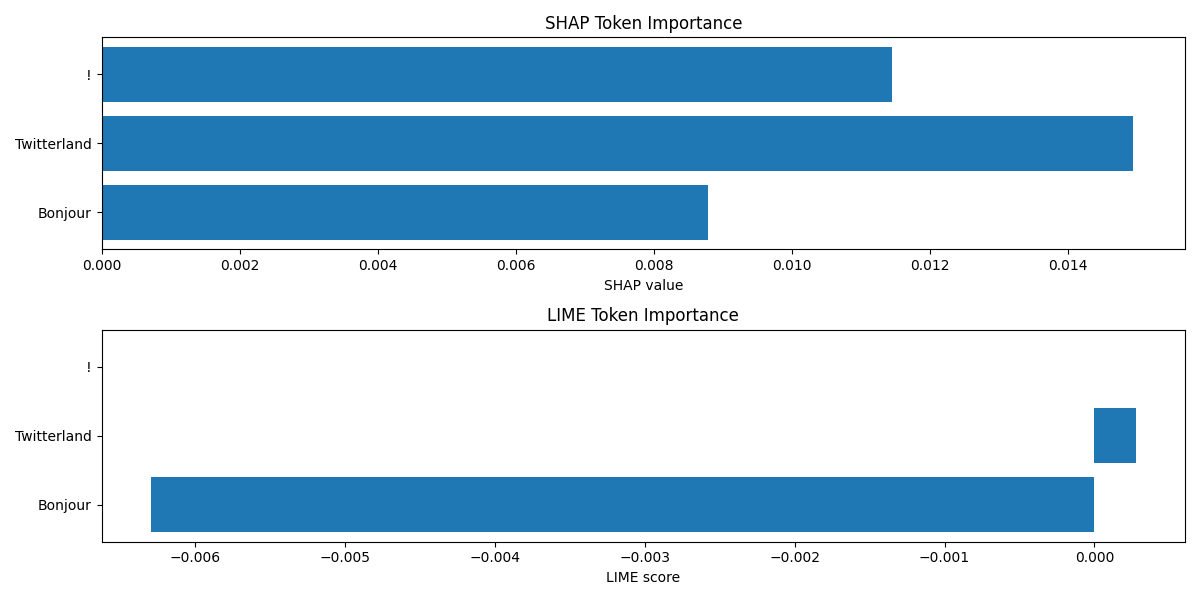 SHAP Token Importance
!
Twitterland
Bonjour
0.000 0.002 0.004 0.006 0.008 0.010 0.012 0.014
SHAP value
LIME Token Importance
!
Twitterland
Bonjour
−0.006 −0.005 −0.004 −0.003 −0.002 −0.001 0.000
LIME score